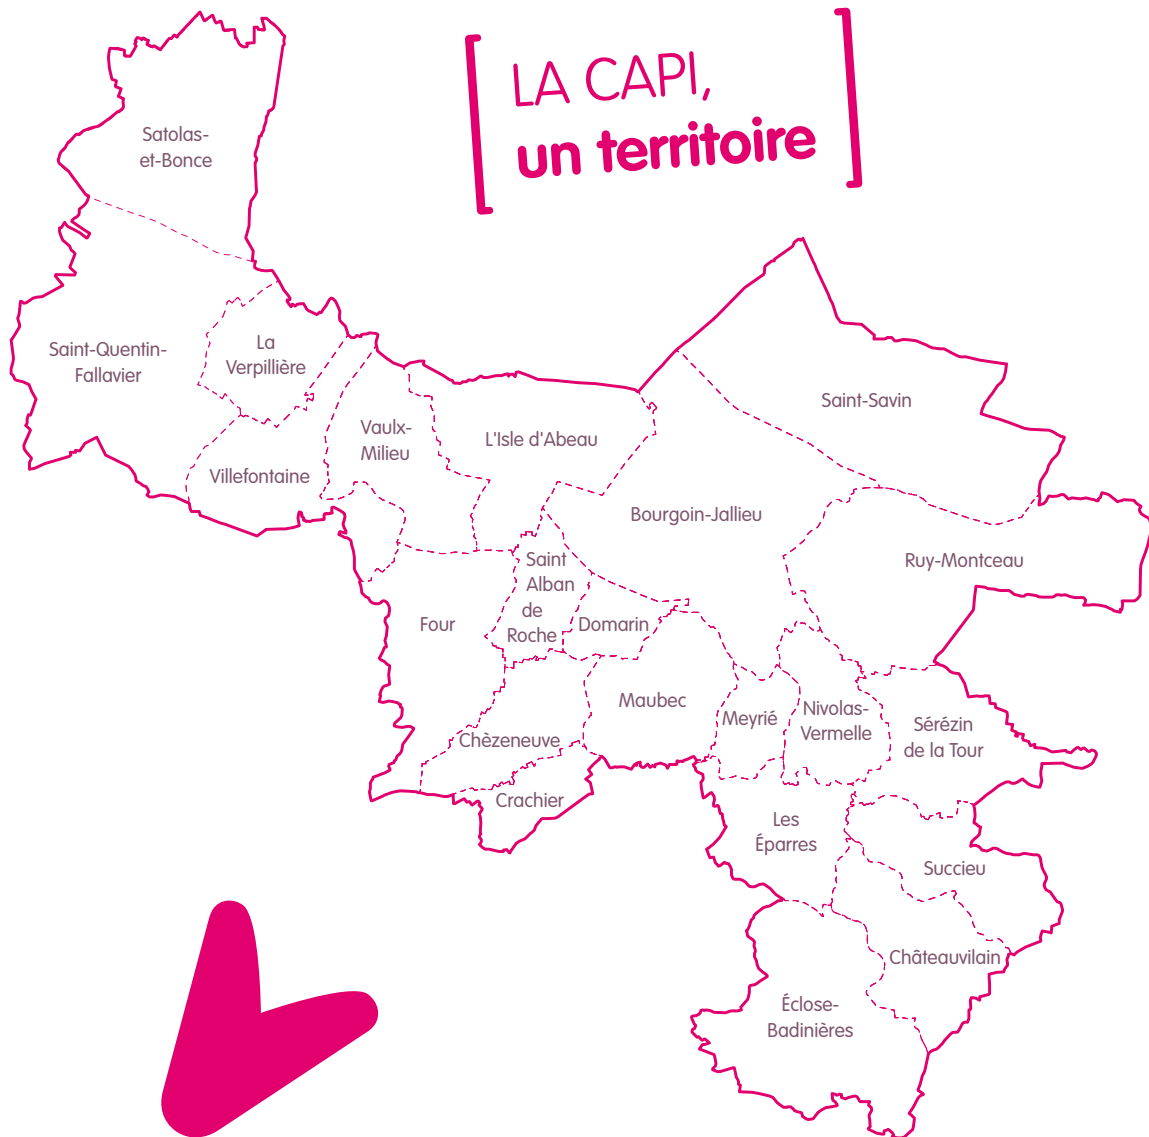 LA CAPI,
un territoire
Satolas-
et-Bonce
Saint-Quentin-
Fallavier
La
Verpillière
Villefontaine
Vaulx-
Milieu
L'Isle d'Abeau
Saint-Savin
Bourgoin-Jallieu
Ruy-Montceau
Four
Saint
Alban
de
Roche
Domarin
Maubec
Meyrié
Nivolas-
Vermelle
Sérézin
de la Tour
Chèzeneuve
Crachier
Les
Éparres
Succieu
Châteauvilain
Éclose-
Badinières